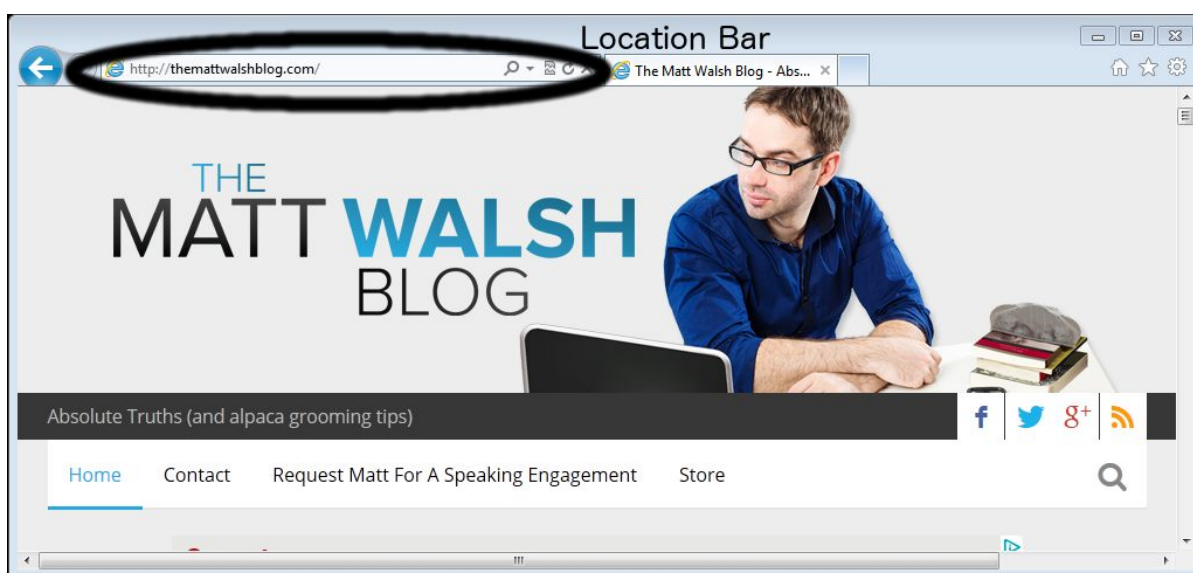 Location Bar
http://themattwalshblog.com/
The Matt Walsh Blog - Abs...
THE
MATT WALSH
BLOG
Absolute Truths (and alpaca grooming tips)
f g+
Home Contact Request Matt For A Speaking Engagement Store